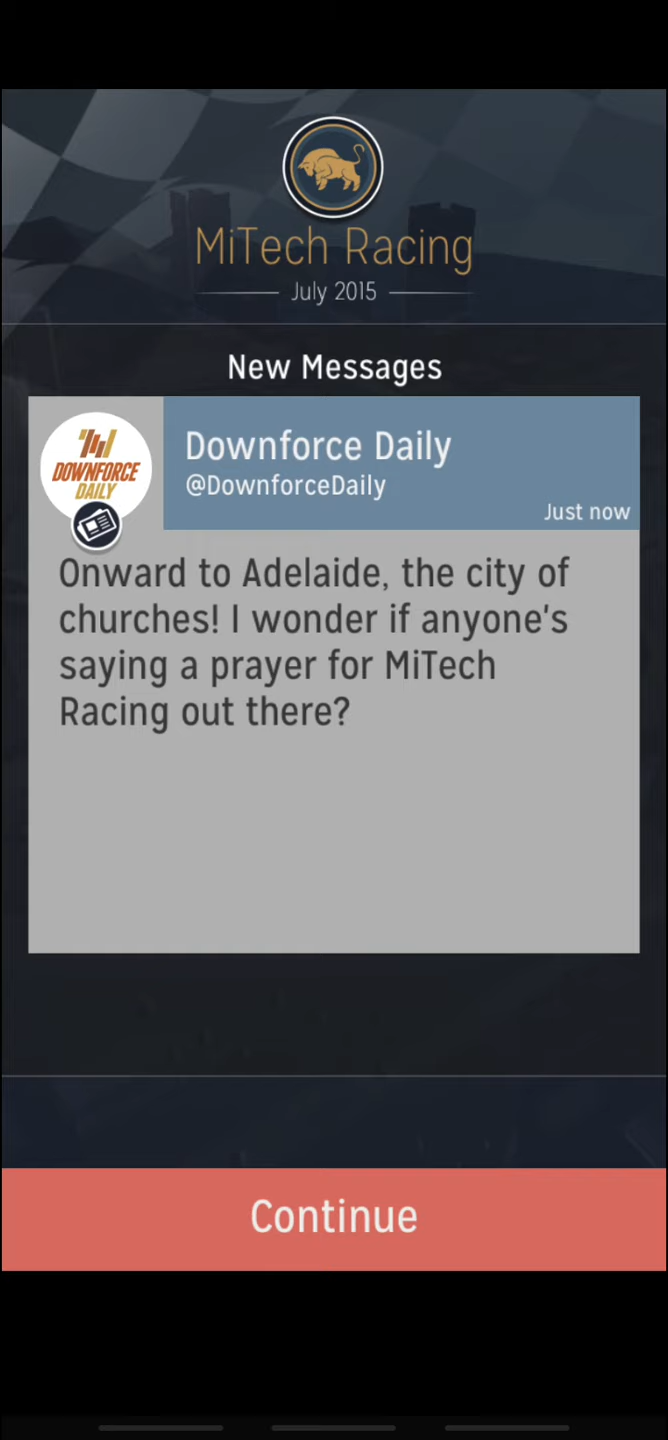 MiTech Racing
July 2015
New Messages
DOWNFORCE
DAILY
Downforce Daily
@DownforceDaily
Just now
Onward to Adelaide, the city of
churches! I wonder if anyone's
saying a prayer for MiTech
Racing out there?
Continue